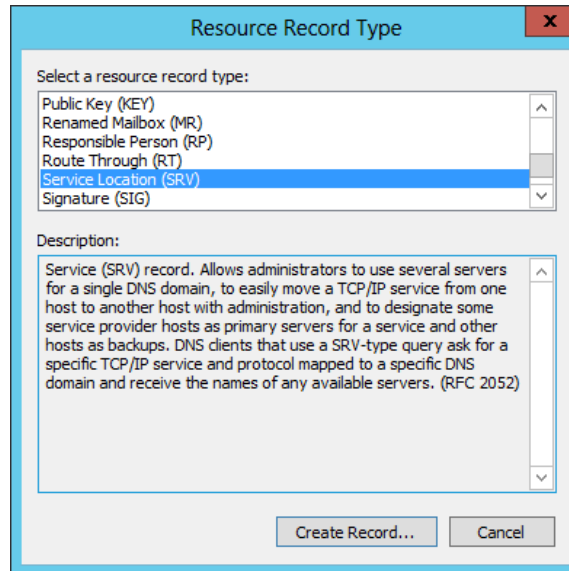 Resource Record Type
x
Select a resource record type:
Public Key (KEY)
Renamed Mailbox (MR)
Responsible Person (RP)
Route Through (RT)
Service Location (SRV)
Signature (SIG)
Description:
Service (SRV) record. Allows administrators to use several servers
for a single DNS domain, to easily move a TCP/IP service from one
host to another host with administration, and to designate some
service provider hosts as primary servers for a service and other
hosts as backups. DNS clients that use a SRV-type query ask for a
specific TCP/IP service and protocol mapped to a specific DNS
domain and receive the names of any available servers. (RFC 2052)
Create Record...
Cancel